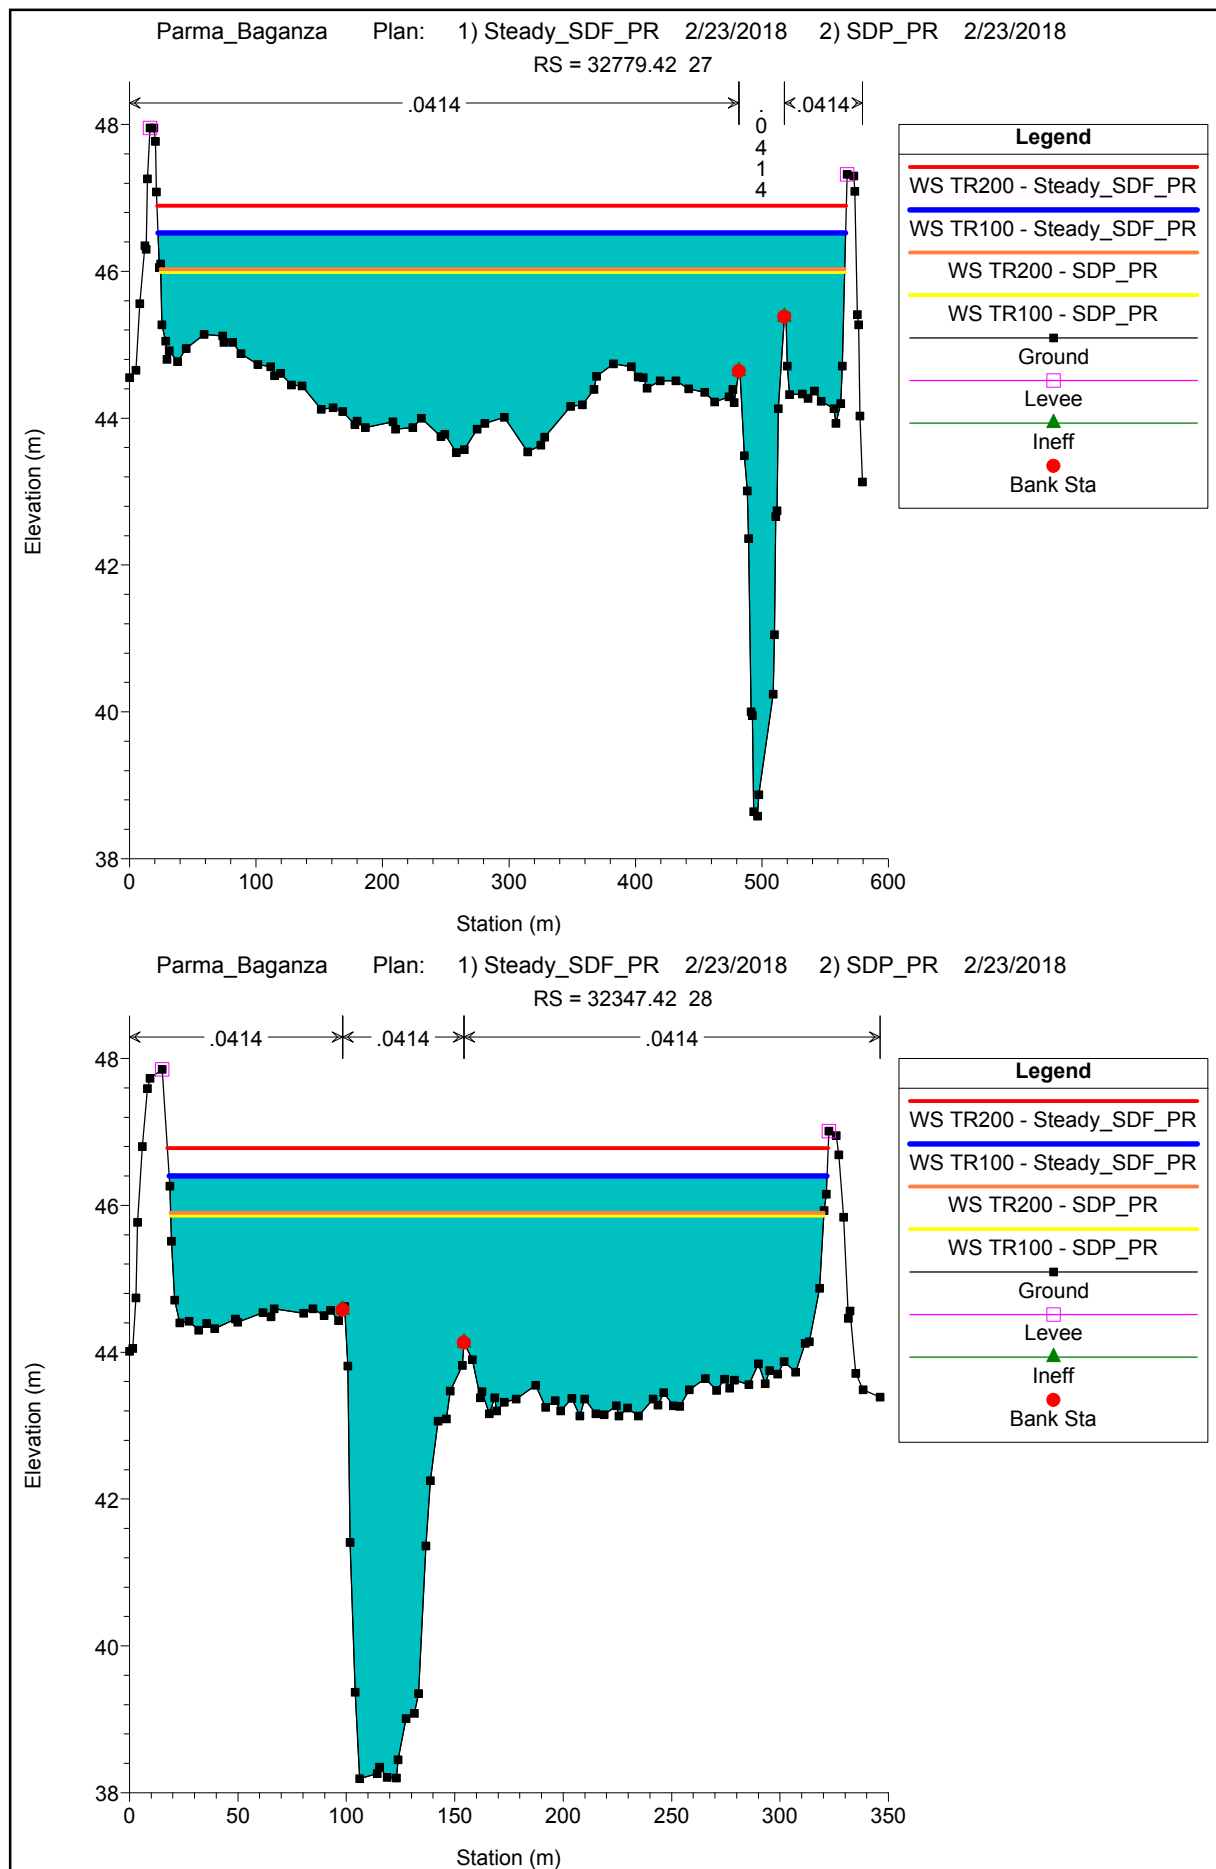 Parma_Baganza Plan: 1) Steady_SDF_PR 2/23/2018 2) SDP_PR 2/23/2018
RS = 32779.42 27
.0414
.0414
.0414
48
46
44
42
40
38
Elevation (m)
0 100 200 300 400 500 600
Station (m)
Legend
WS TR200 - Steady_SDF_PR
WS TR100 - Steady_SDF_PR
WS TR200 - SDP_PR
WS TR100 - SDP_PR
Ground
Levee
Ineff
Bank Sta
Parma_Baganza Plan: 1) Steady_SDF_PR 2/23/2018 2) SDP_PR 2/23/2018
RS = 32347.42 28
.0414 .0414 .0414
48
46
44
42
40
38
Elevation (m)
0 50 100 150 200 250 300 350
Station (m)
Legend
WS TR200 - Steady_SDF_PR
WS TR100 - Steady_SDF_PR
WS TR200 - SDP_PR
WS TR100 - SDP_PR
Ground
Levee
Ineff
Bank Sta